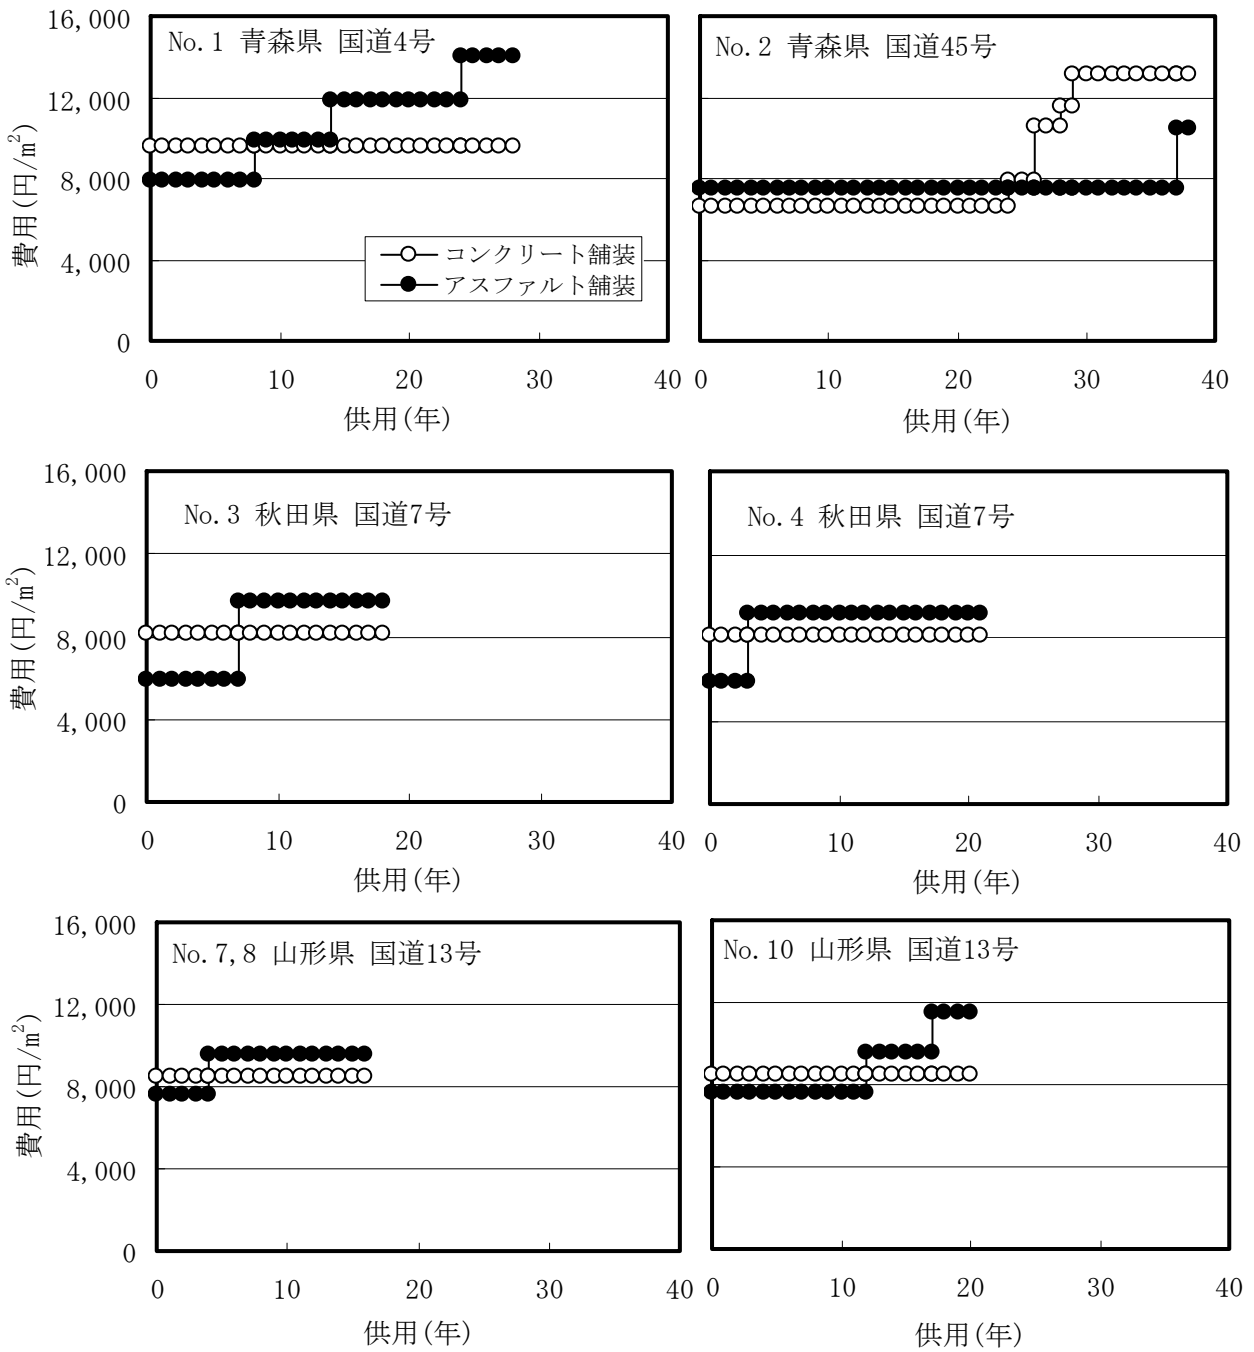 16,000
12,000
8,000
4,000
0
費用(円/m²)
No.1 青森県 国道4号
コンクリート舗装
アスファルト舗装
0 10 20 30 40
供用(年)
No.2 青森県 国道45号
0 10 20 30 40
供用(年)
16,000
12,000
8,000
4,000
0
費用(円/m²)
No.3 秋田県 国道7号
0 10 20 30 40
供用(年)
No.4 秋田県 国道7号
0 10 20 30 40
供用(年)
16,000
12,000
8,000
4,000
0
費用(円/m²)
No.7,8 山形県 国道13号
0 10 20 30 40
供用(年)
No.10 山形県 国道13号
0 10 20 30 40
供用(年)